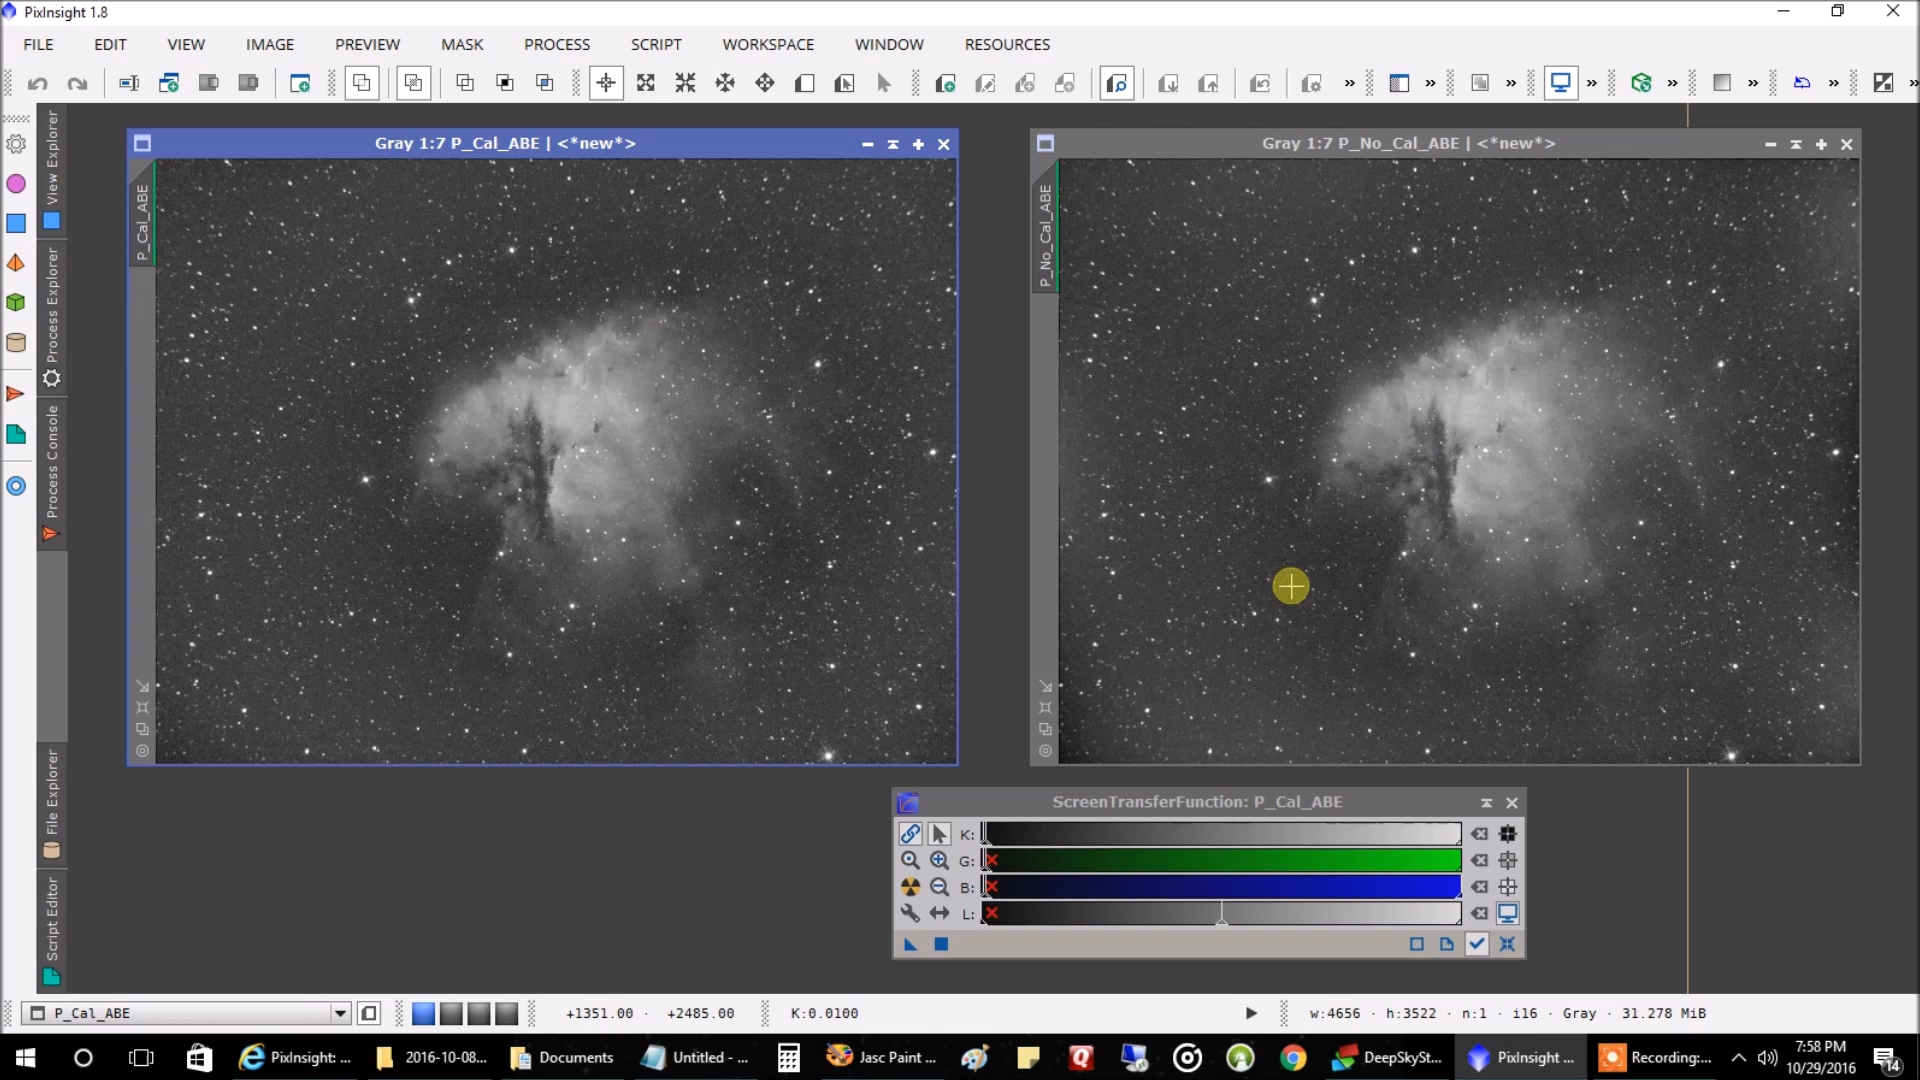 PixInsight 1.8
FILE EDIT VIEW IMAGE PREVIEW MASK PROCESS SCRIPT WORKSPACE WINDOW RESOURCES
View Explorer
Process Explorer
Process Console
File Explorer
Script Editor
Gray 1:7 P_Cal_ABE | <*new*>
P_Cal_ABE
Gray 1:7 P_No_Cal_ABE | <*new*>
P_No_Cal_ABE
ScreenTransferFunction: P_Cal_ABE
K:
G:
B:
L:
P_Cal_ABE
+1351.00 · +2485.00
K:0.0100
w:4656 · h:3522 · n:1 · i16 · Gray · 31.278 MiB
PixInsight: ...
2016-10-08...
Documents
Untitled - ...
Jasc Paint ...
DeepSkySt...
PixInsight ...
Recording:...
7:58 PM
10/29/2016
14